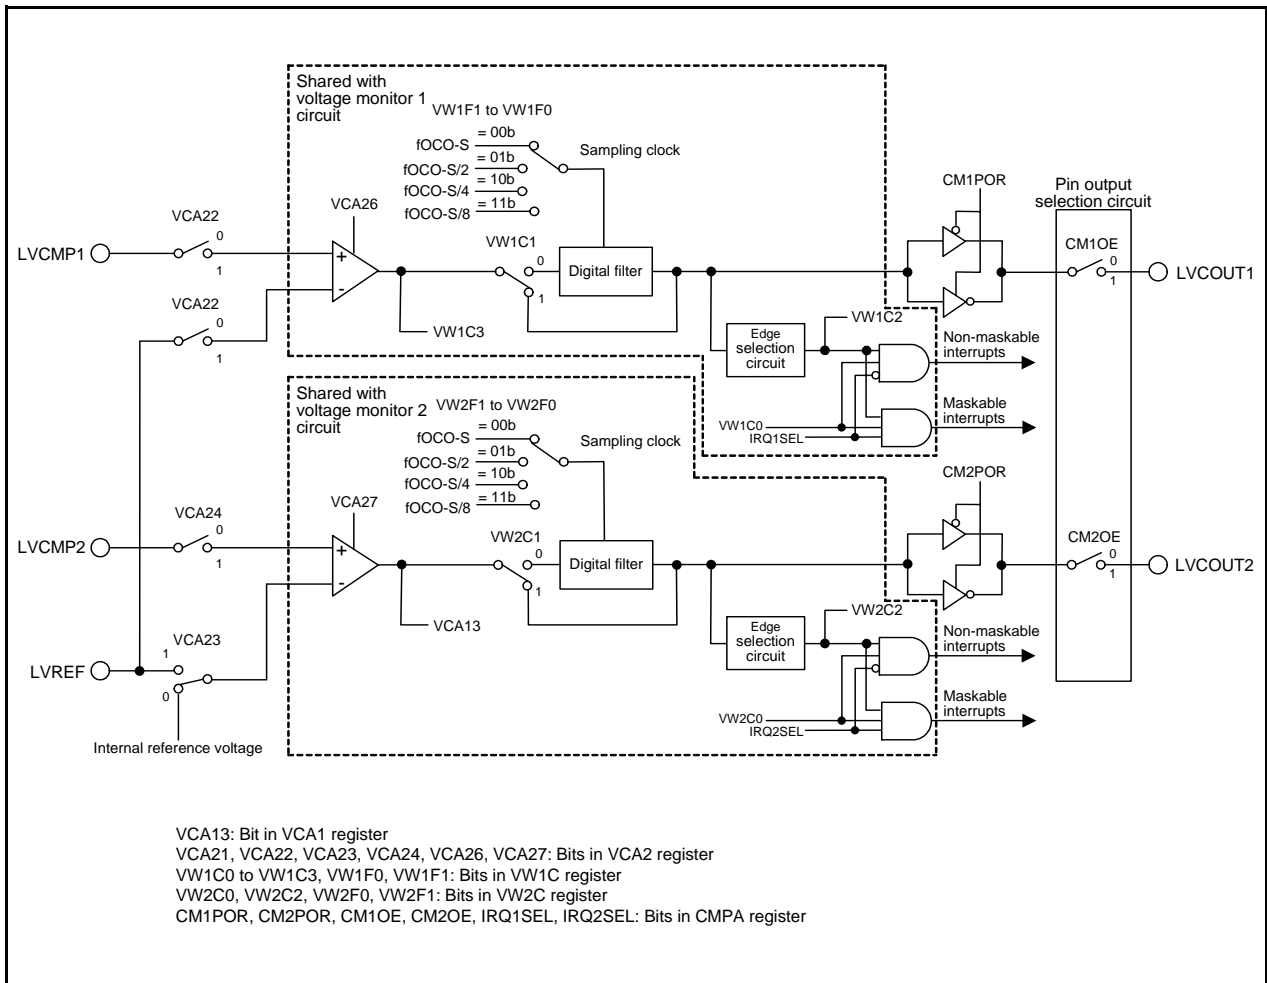 Shared with
voltage monitor 1
circuit
VW1F1 to VW1F0
= 00b
fOCO-S
= 01b
fOCO-S/2
= 10b
fOCO-S/4
= 11b
fOCO-S/8
Sampling clock
VCA22
0
1
LVCMP1
VCA26
+
-
VW1C1
0
1
Digital filter
VW1C3
VCA22
0
1
CM1POR
Pin output
selection circuit
CM1OE
0
1
LVCOUT1
Edge
selection
circuit
VW1C2
Non-maskable
interrupts
Maskable
interrupts
VW1C0
IRQ1SEL
Shared with
voltage monitor 2
circuit
VW2F1 to VW2F0
= 00b
fOCO-S
= 01b
fOCO-S/2
= 10b
fOCO-S/4
= 11b
fOCO-S/8
Sampling clock
VCA24
0
1
LVCMP2
VCA27
+
-
VW2C1
0
1
Digital filter
VCA13
CM2POR
CM2OE
0
1
LVCOUT2
Edge
selection
circuit
VW2C2
Non-maskable
interrupts
Maskable
interrupts
VW2C0
IRQ2SEL
VCA23
1
0
LVREF
Internal reference voltage
VCA13: Bit in VCA1 register
VCA21, VCA22, VCA23, VCA24, VCA26, VCA27: Bits in VCA2 register
VW1C0 to VW1C3, VW1F0, VW1F1: Bits in VW1C register
VW2C0, VW2C2, VW2F0, VW2F1: Bits in VW2C register
CM1POR, CM2POR, CM1OE, CM2OE, IRQ1SEL, IRQ2SEL: Bits in CMPA register